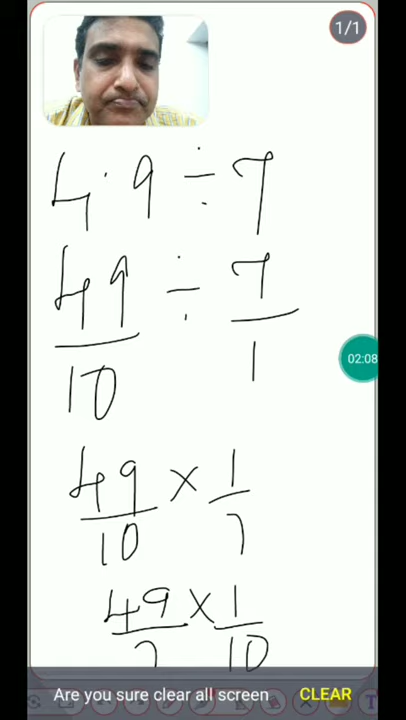 1/1
4.9 ÷ 7
49/10 ÷ 7/1
02:08
49/10 × 1/7
49/7 × 1/10
Are you sure clear all screen CLEAR